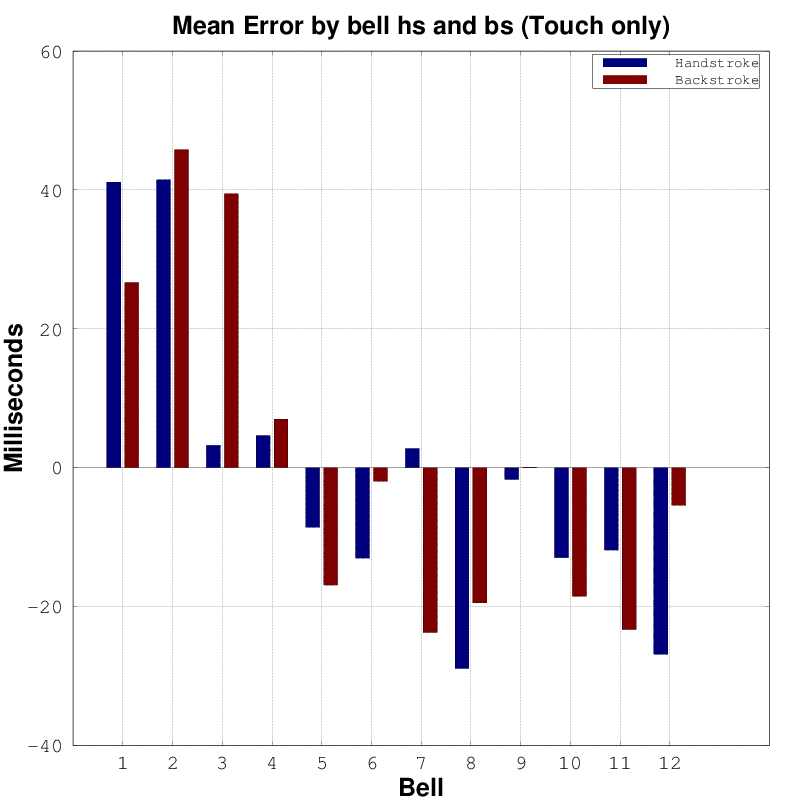 Mean Error by bell hs and bs (Touch only)
60
Handstroke
Backstroke
40
20
0
-20
-40
Milliseconds
1 2 3 4 5 6 7 8 9 10 11 12
Bell